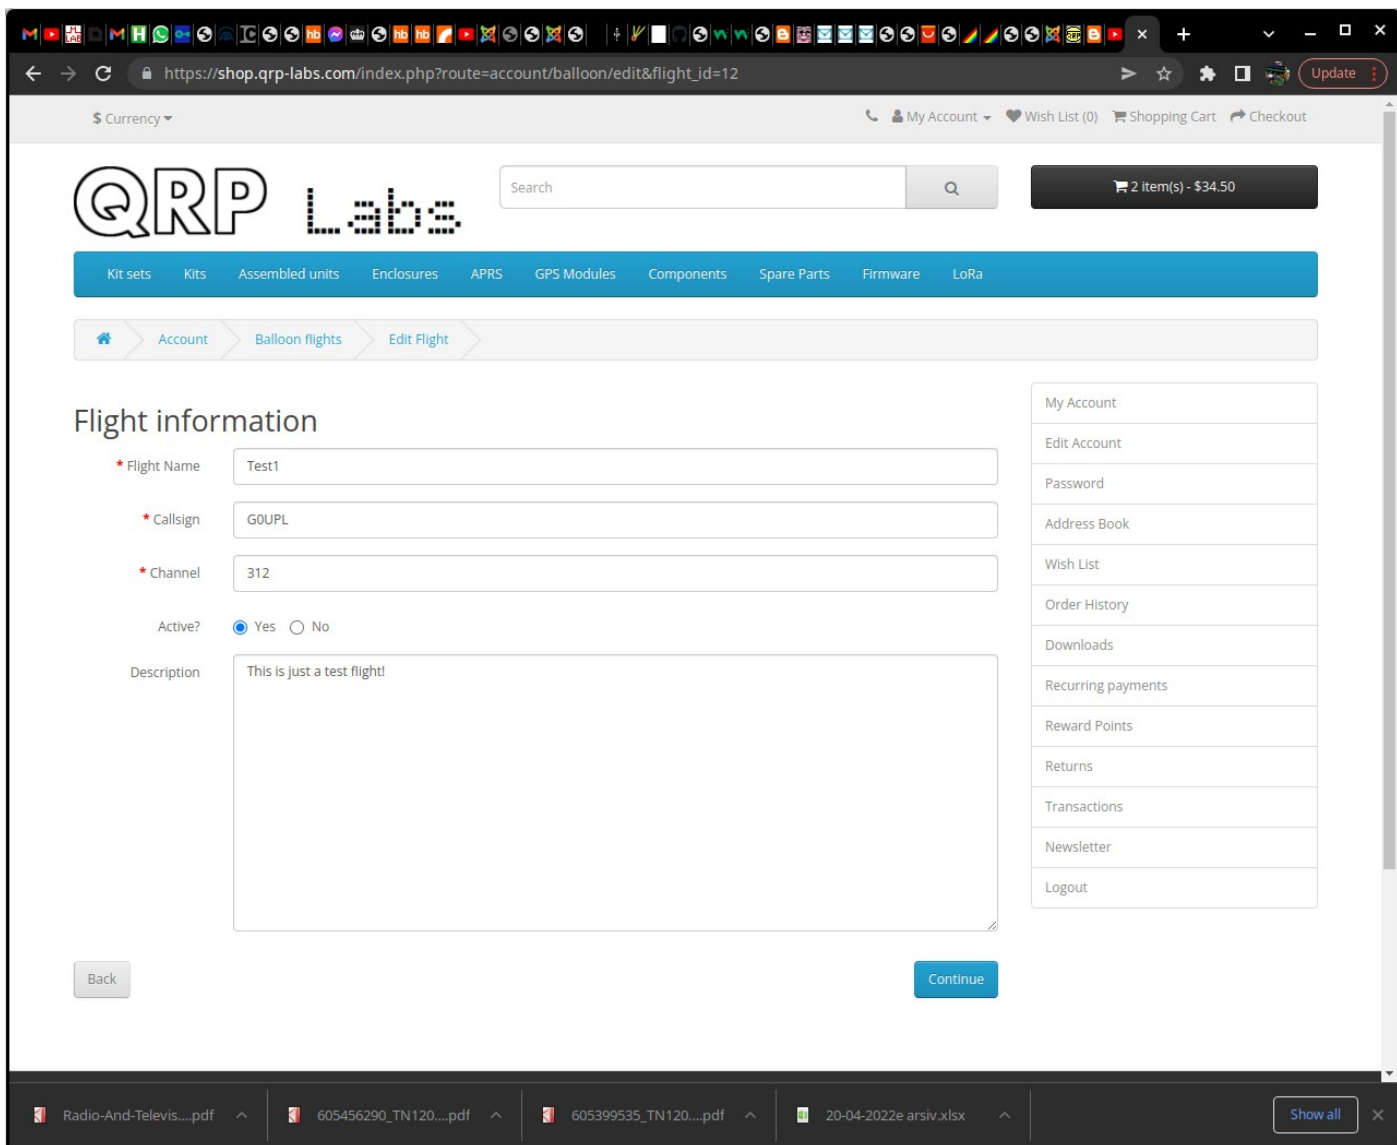 https://shop.qrp-labs.com/index.php?route=account/balloon/edit&flight_id=12
Update
$ Currency
My Account
Wish List (0)
Shopping Cart
Checkout
QRP Labs
Search
2 item(s) - $34.50
Kit sets Kits Assembled units Enclosures APRS GPS Modules Components Spare Parts Firmware LoRa
Account Balloon flights Edit Flight
Flight information
* Flight Name Test1
* Callsign G0UPL
* Channel 312
Active? Yes No
Description This is just a test flight!
Back
Continue
My Account
Edit Account
Password
Address Book
Wish List
Order History
Downloads
Recurring payments
Reward Points
Returns
Transactions
Newsletter
Logout
Radio-And-Televis....pdf 605456290_TN120....pdf 605399535_TN120....pdf 20-04-2022e arsiv.xlsx Show all